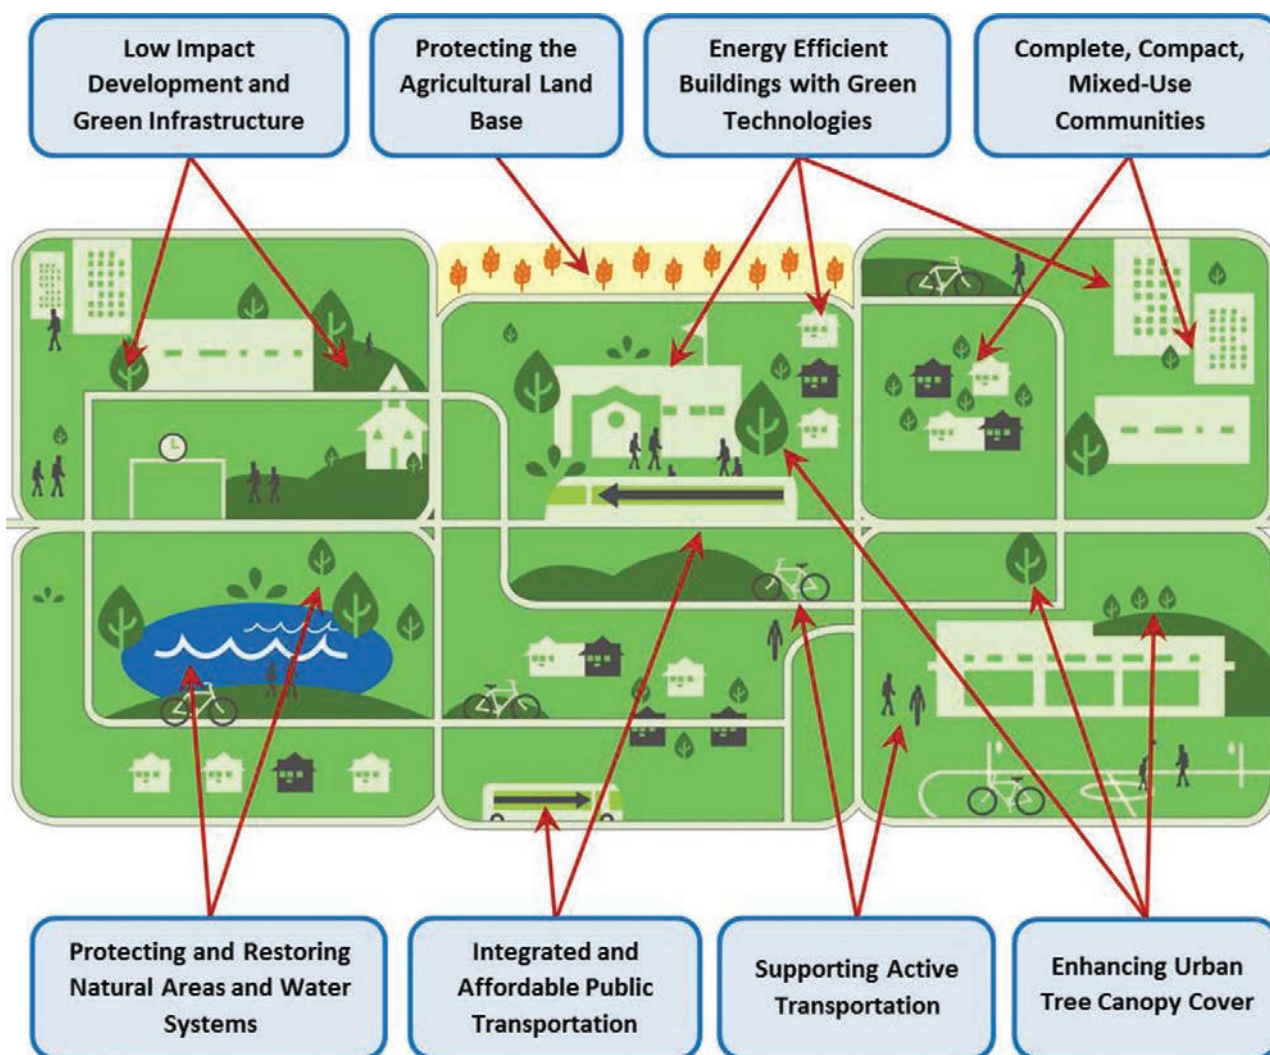 Low Impact
Development and
Green Infrastructure
Protecting the
Agricultural Land
Base
Energy Efficient
Buildings with Green
Technologies
Complete, Compact,
Mixed-Use
Communities
Protecting and Restoring
Natural Areas and Water
Systems
Integrated and
Affordable Public
Transportation
Supporting Active
Transportation
Enhancing Urban
Tree Canopy Cover